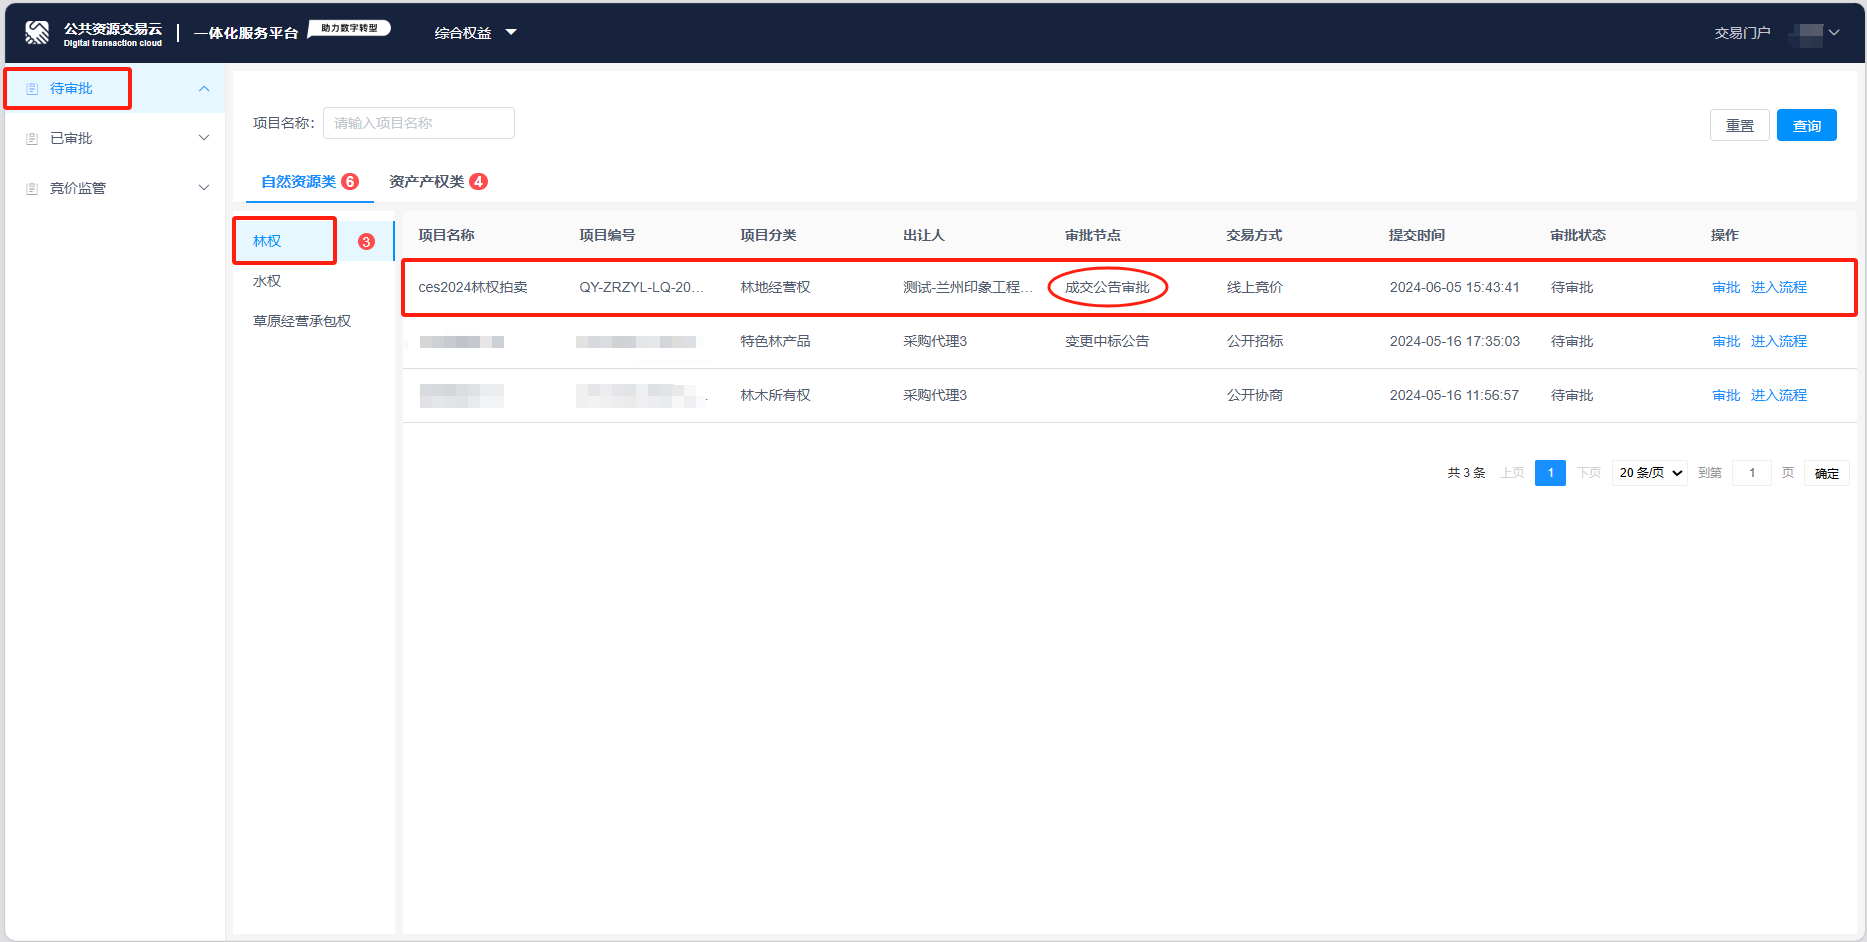 公共资源交易云
Digital transaction cloud
一体化服务平台
助力数字转型
综合权益
交易门户
待审批
已审批
竞价监管
项目名称：
请输入项目名称
重置
查询
自然资源类 6
资产产权类 4
林权 3
水权
草原经营承包权
项目名称 项目编号 项目分类 出让人 审批节点 交易方式 提交时间 审批状态 操作
ces2024林权拍卖 QY-ZRZYL-LQ-20... 林地经营权 测试-兰州印象工程... 成交公告审批 线上竞价 2024-06-05 15:43:41 待审批 审批 进入流程
特色林产品 采购代理3 变更中标公告 公开招标 2024-05-16 17:35:03 待审批 审批 进入流程
林木所有权 采购代理3 公开协商 2024-05-16 11:56:57 待审批 审批 进入流程
共 3 条 上页 1 下页 20 条/页 到第 1 页 确定